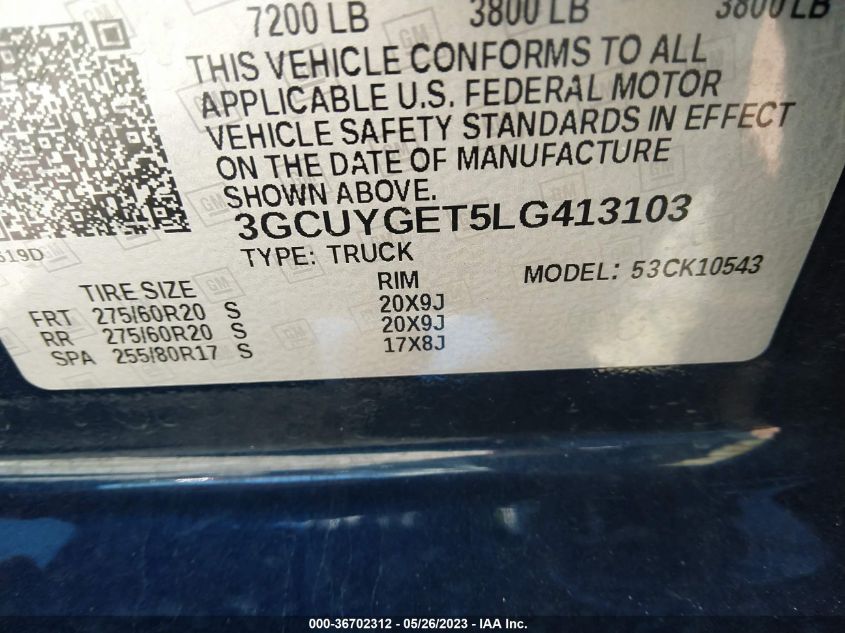 7200 LB 3800 LB 3800 LB
THIS VEHICLE CONFORMS TO ALL
APPLICABLE U.S. FEDERAL MOTOR
VEHICLE SAFETY STANDARDS IN EFFECT
ON THE DATE OF MANUFACTURE
SHOWN ABOVE.
3GCUYGET5LG413103
619D
TYPE: TRUCK
MODEL: 53CK10543
TIRE SIZE RIM
FRT 275/60R20 S 20X9J
RR 275/60R20 S 20X9J
SPA 255/80R17 S 17X8J
000-36702312 - 05/26/2023 - IAA Inc.